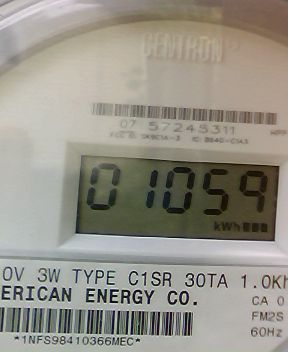 CENTRON
07 57245311
01059
kWh
0V 3W TYPE C1SR 30TA 1.0Kh
ERICAN ENERGY CO.
CA 0
FM2S
60Hz
*1NFS98410366MEC*